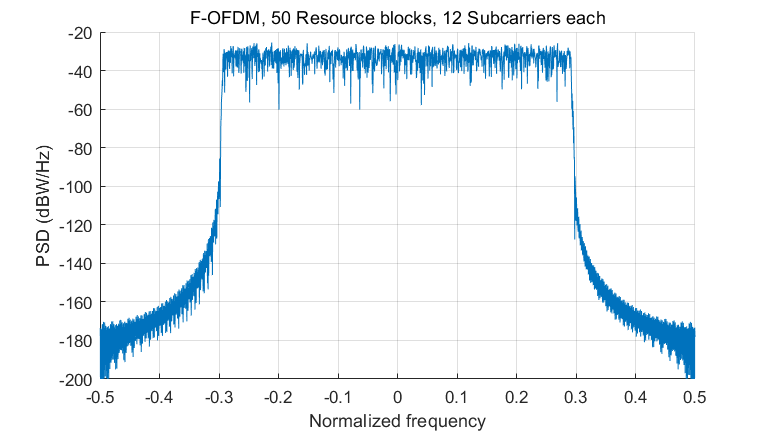 F-OFDM, 50 Resource blocks, 12 Subcarriers each
-20
-40
-60
-80
-100
-120
-140
-160
-180
-200
PSD (dBW/Hz)
-0.5 -0.4 -0.3 -0.2 -0.1 0 0.1 0.2 0.3 0.4 0.5
Normalized frequency